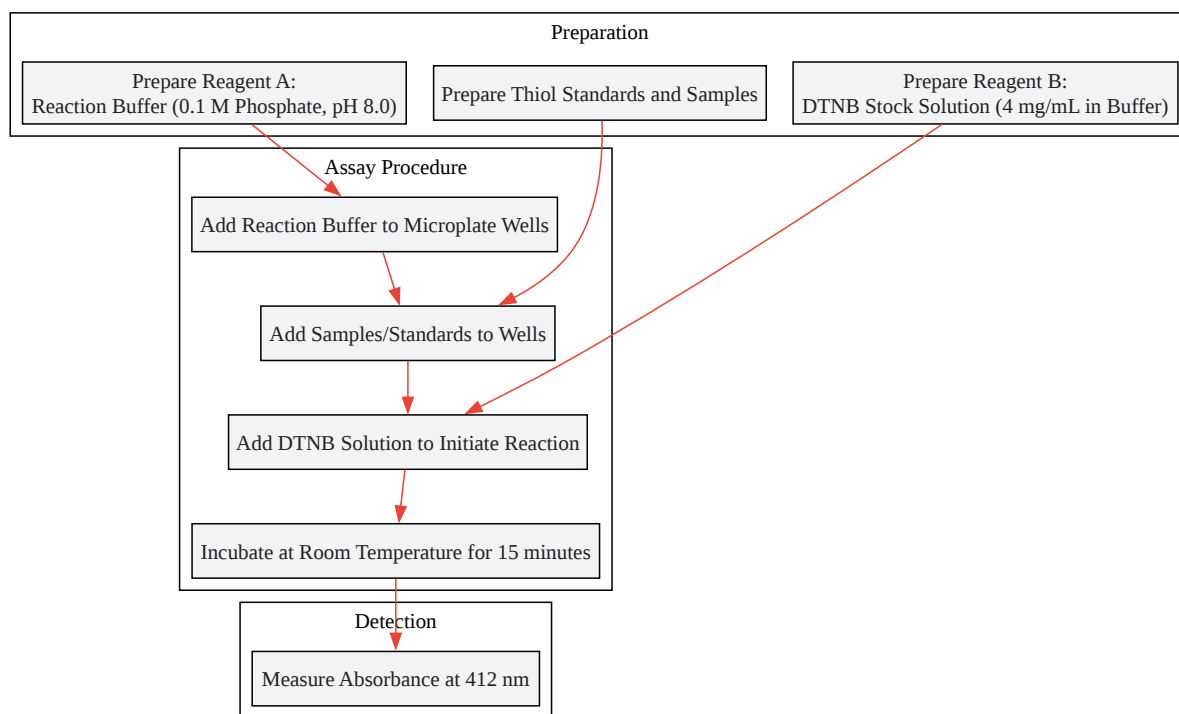 Preparation
Prepare Reagent A:
Reaction Buffer (0.1 M Phosphate, pH 8.0)
Prepare Thiol Standards and Samples
Prepare Reagent B:
DTNB Stock Solution (4 mg/mL in Buffer)
Assay Procedure
Add Reaction Buffer to Microplate Wells
Add Samples/Standards to Wells
Add DTNB Solution to Initiate Reaction
Incubate at Room Temperature for 15 minutes
Detection
Measure Absorbance at 412 nm